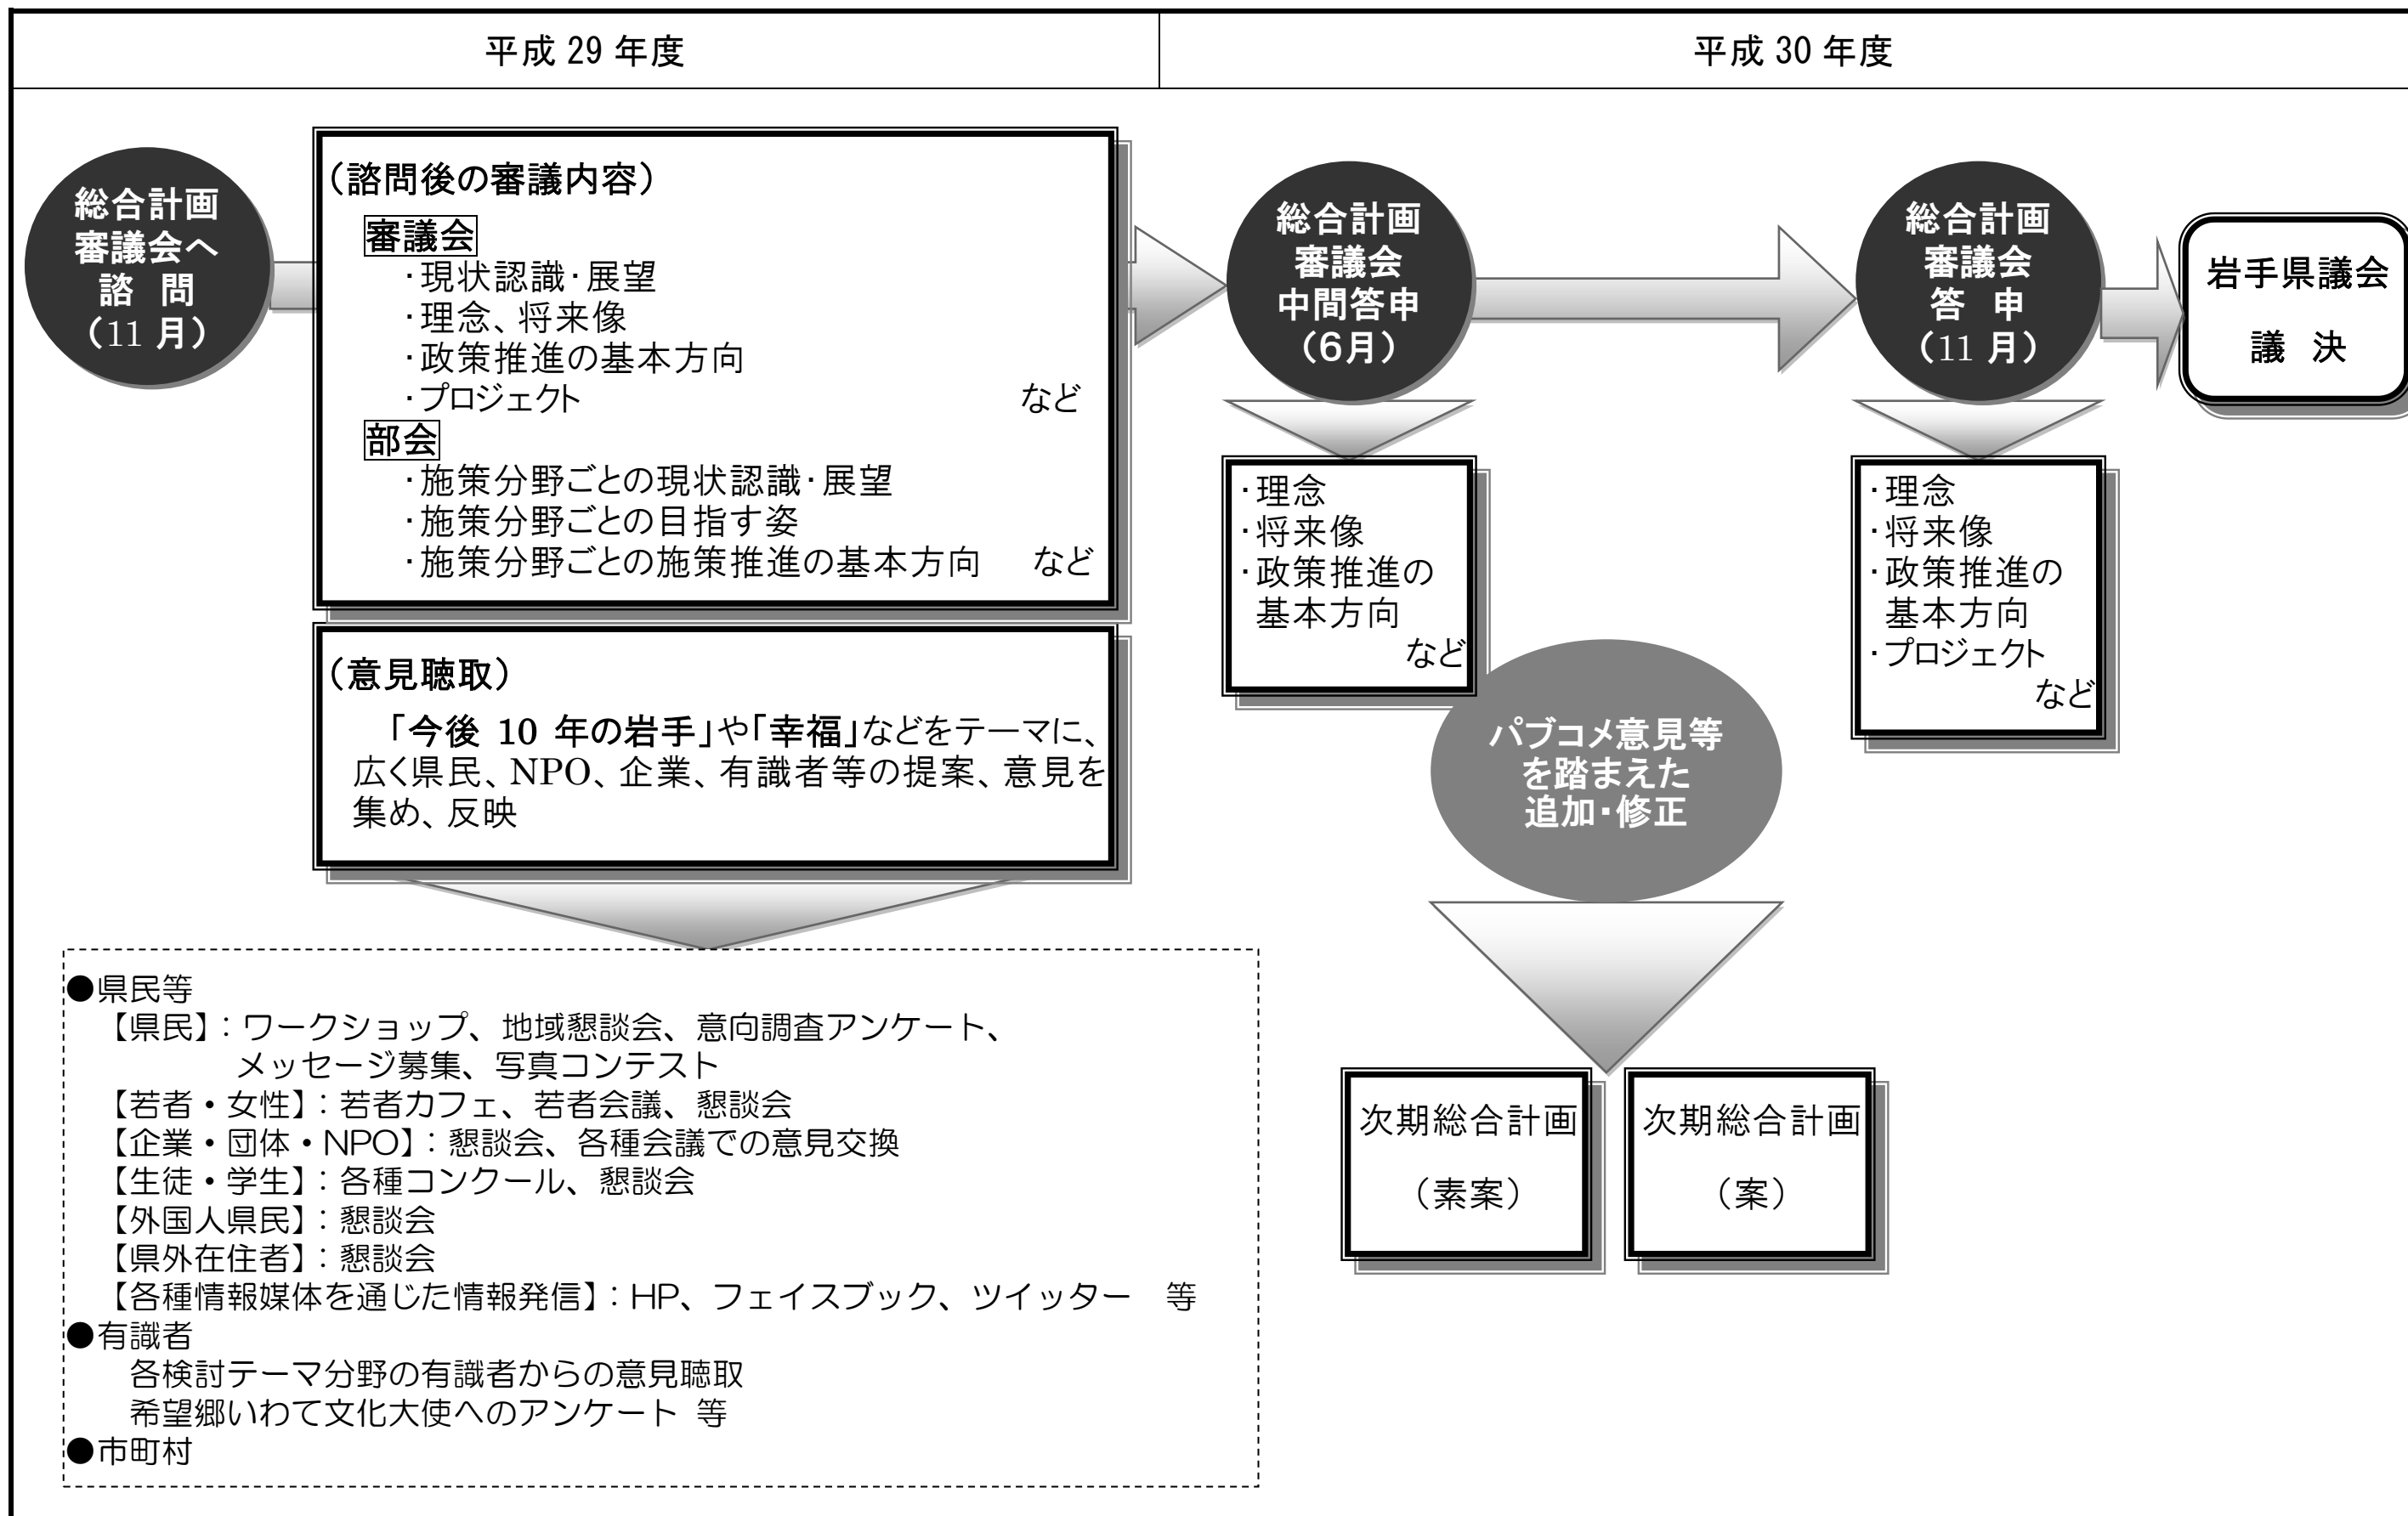 平成 29 年度
平成 30 年度
総合計画
審議会へ
諮 問
（11 月）
（諮問後の審議内容）
審議会
・現状認識・展望
・理念、将来像
・政策推進の基本方向
・プロジェクト など
部会
・施策分野ごとの現状認識・展望
・施策分野ごとの目指す姿
・施策分野ごとの施策推進の基本方向 など
（意見聴取）
「今後 10 年の岩手」や「幸福」などをテーマに、
広く県民、NPO、企業、有識者等の提案、意見を
集め、反映
●県民等
【県民】：ワークショップ、地域懇談会、意向調査アンケート、
メッセージ募集、写真コンテスト
【若者・女性】：若者カフェ、若者会議、懇談会
【企業・団体・NPO】：懇談会、各種会議での意見交換
【生徒・学生】：各種コンクール、懇談会
【外国人県民】：懇談会
【県外在住者】：懇談会
【各種情報媒体を通じた情報発信】：HP、フェイスブック、ツイッター 等
●有識者
各検討テーマ分野の有識者からの意見聴取
希望郷いわて文化大使へのアンケート 等
●市町村
総合計画
審議会
中間答申
（6月）
・理念
・将来像
・政策推進の
基本方向
など
パブコメ意見等
を踏まえた
追加・修正
次期総合計画
（素案）
次期総合計画
（案）
総合計画
審議会
答 申
（11 月）
・理念
・将来像
・政策推進の
基本方向
・プロジェクト
など
岩手県議会
議 決